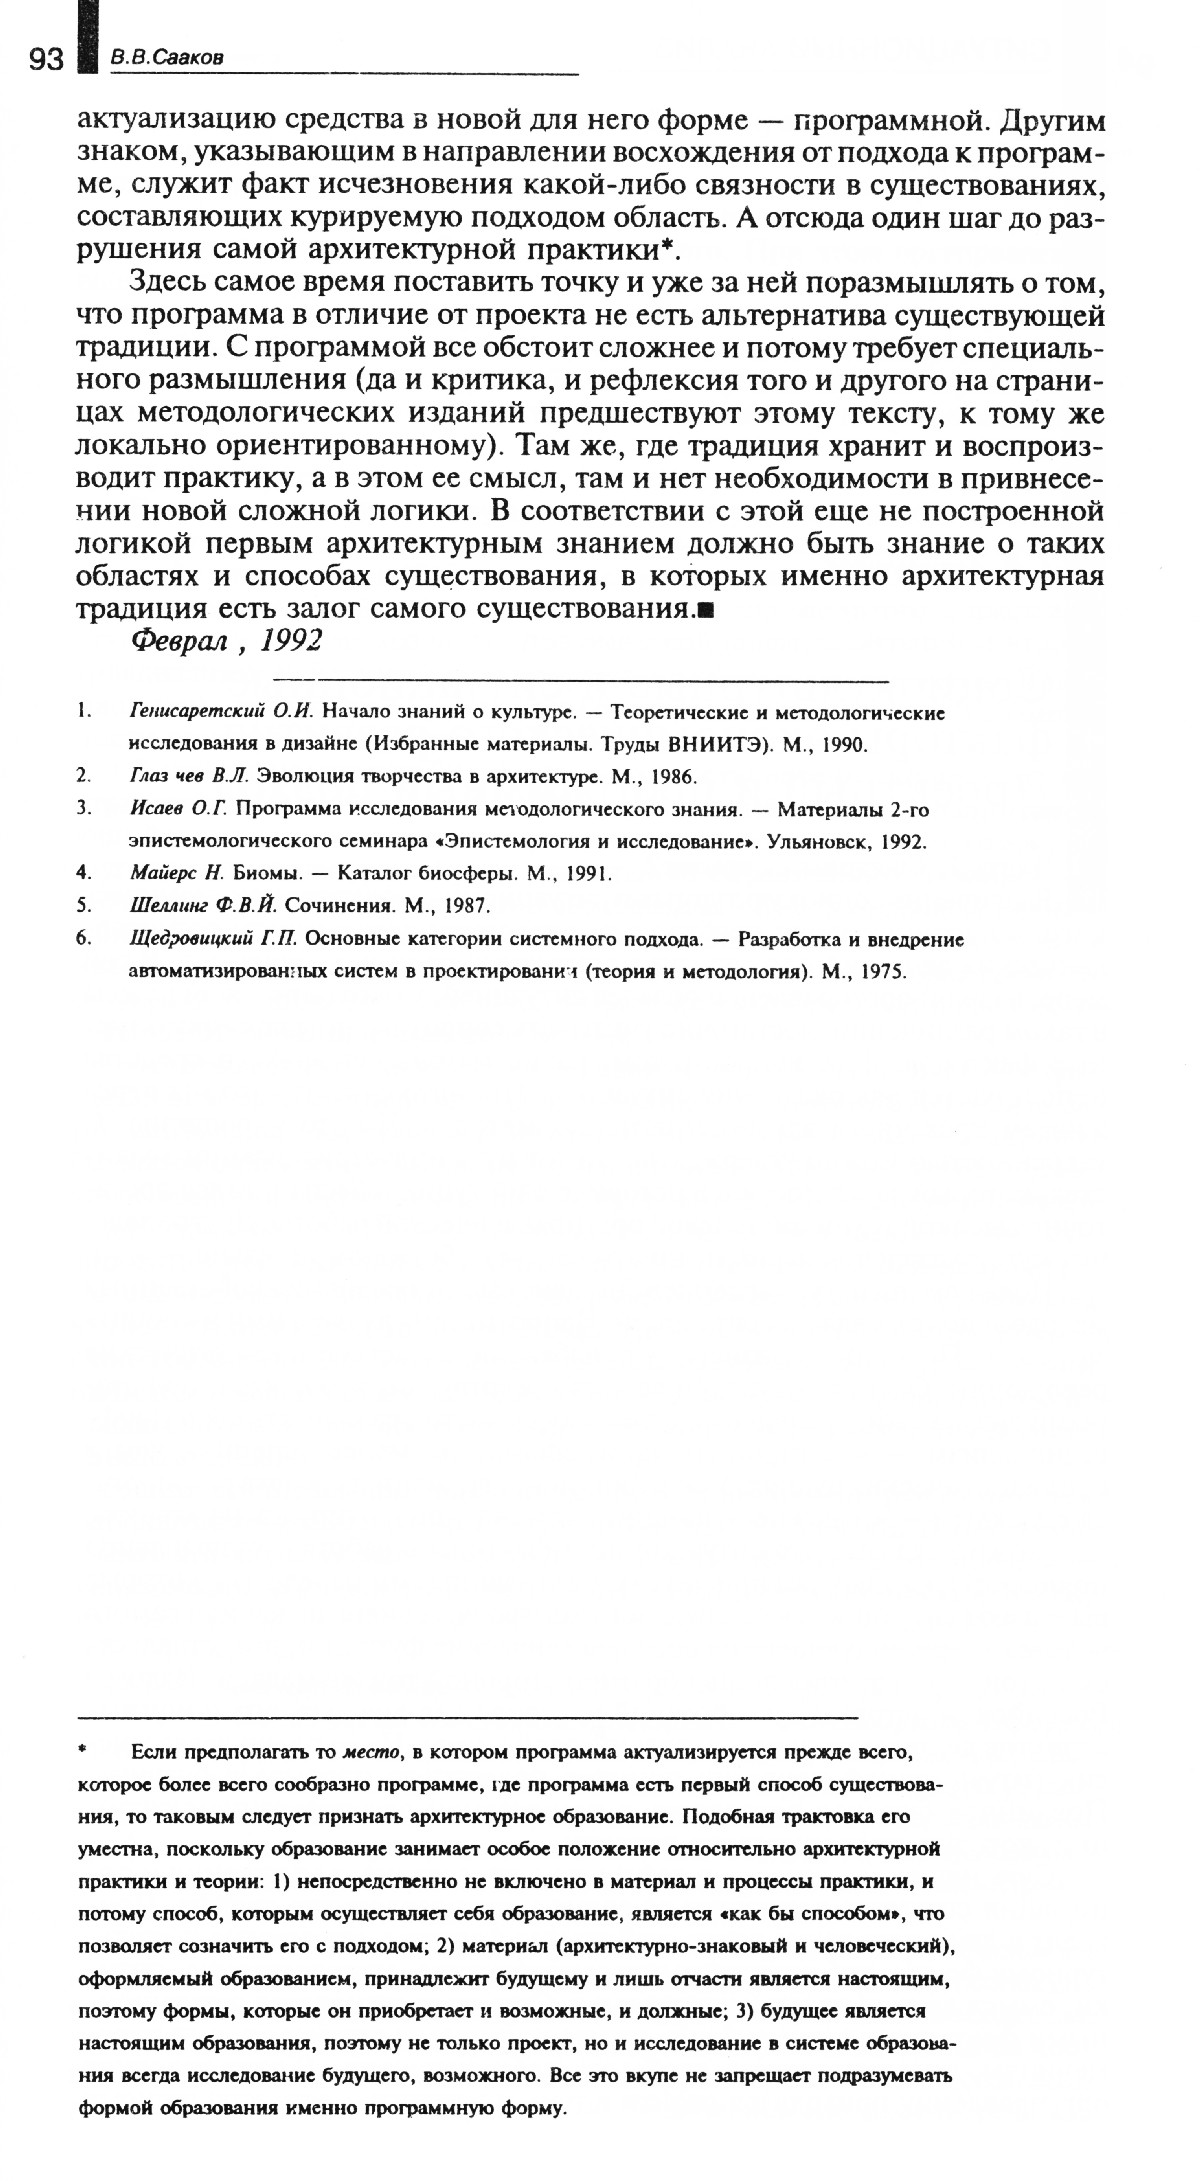 93 В.В.Сааков
актуализацию средства в новой для него форме — программной. Другим
знаком, указывающим в направлении восхождения от подхода к програм-
ме, служит факт исчезновения какой-либо связности в существованиях,
составляющих курируемую подходом область. А отсюда один шаг до раз-
рушения самой архитектурной практики*.
Здесь самое время поставить точку и уже за ней поразмышлять о том,
что программа в отличие от проекта не есть альтернатива существующей
традиции. С программой все обстоит сложнее и потому требует специаль-
ного размышления (да и критика, и рефлексия того и другого на страни-
цах методологических изданий предшествуют этому тексту, к тому же
локально ориентированному). Там же, где традиция хранит и воспроиз-
водит практику, а в этом ее смысл, там и нет необходимости в привнесе-
нии новой сложной логики. В соответствии с этой еще не построенной
логикой первым архитектурным знанием должно быть знание о таких
областях и способах существования, в которых именно архитектурная
традиция есть залог самого существования.■
Феврал , 1992
1. Генисаретский О.И. Начало знаний о культуре. — Теоретические и методологические
исследования в дизайне (Избранные материалы. Труды ВНИИТЭ). М., 1990.
2. Глаз чев В.Л. Эволюция творчества в архитектуре. М., 1986.
3. Исаев О.Г. Программа исследования методологического знания. — Материалы 2-го
эпистемологического семинара «Эпистемология и исследование». Ульяновск, 1992.
4. Майерс Н. Биомы. — Каталог биосферы. М., 1991.
5. Шеллинг Ф.В.Й. Сочинения. М., 1987.
6. Щедровицкий Г.П. Основные категории системного подхода. — Разработка и внедрение
автоматизированных систем в проектировании (теория и методология). М., 1975.
* Если предполагать то место, в котором программа актуализируется прежде всего,
которое более всего сообразно программе, где программа есть первый способ существова-
ния, то таковым следует признать архитектурное образование. Подобная трактовка его
уместна, поскольку образование занимает особое положение относительно архитектурной
практики и теории: 1) непосредственно не включено в материал и процессы практики, и
потому способ, которым осуществляет себя образование, является «как бы способом», что
позволяет созначить его с подходом; 2) материал (архитектурно-знаковый и человеческий),
оформляемый образованием, принадлежит будущему и лишь отчасти является настоящим,
поэтому формы, которые он приобретает и возможные, и должные; 3) будущее является
настоящим образования, поэтому не только проект, но и исследование в системе образова-
ния всегда исследование будущего, возможного. Все это вкупе не запрещает подразумевать
формой образования именно программную форму.